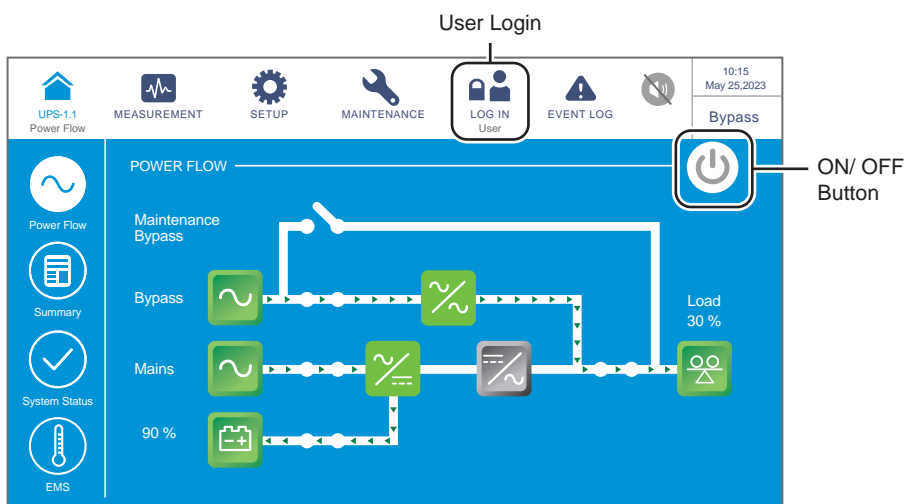 User Login
UPS-1.1
Power Flow
MEASUREMENT
SETUP
MAINTENANCE
LOG IN
User
EVENT LOG
10:15
May 25,2023
Bypass
ON/ OFF
Button
POWER FLOW
Power Flow
Maintenance
Bypass
Summary
Bypass
Load
30 %
Mains
System Status
90 %
EMS